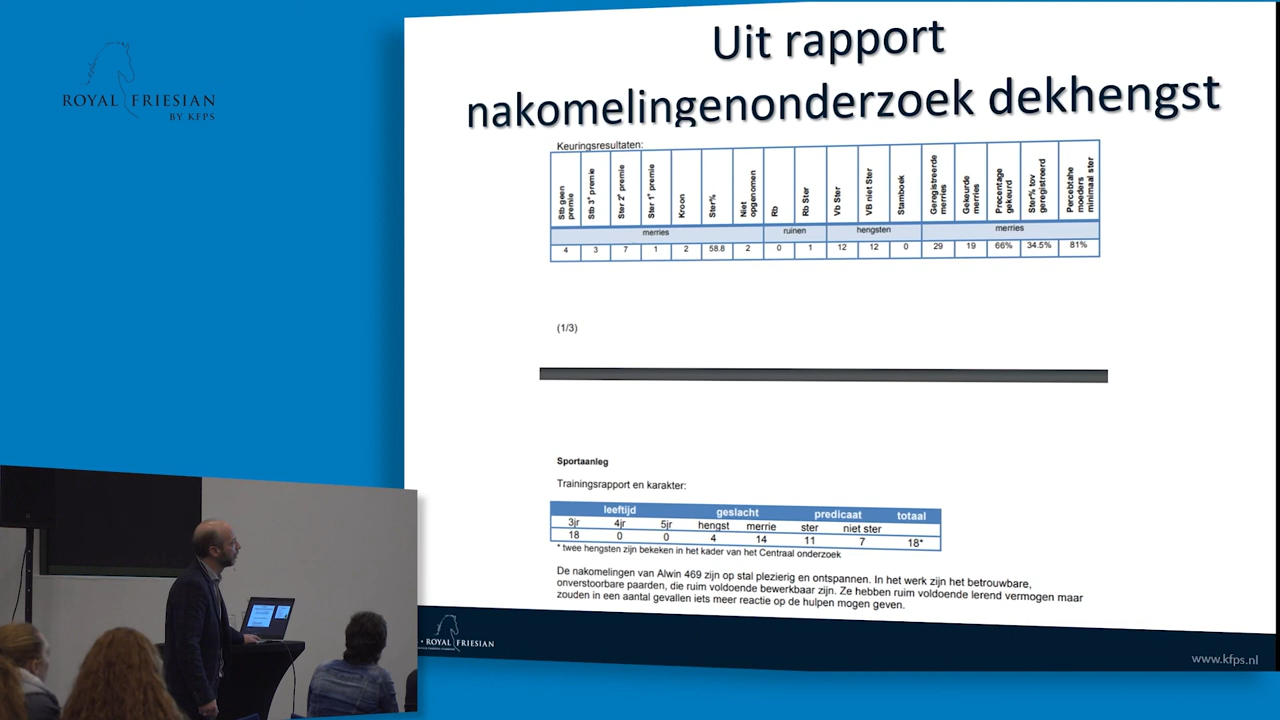 ROYAL FRIESIAN
BY KFPS
Uit rapport
nakomelingenonderzoek dekhengst
Keuringsresultaten:
Stb geen premie
Stb 3e premie
Ster 2e premie
Ster 1e premie
Kroon
Ster%
Niet opgenomen
Rb
Rb Ster
Vb Ster
VB niet Ster
Stamboek
Geregistreerde merries
Gekeurde merries
Precentage gekeurd
Ster% tov geregistreerd
Percebtahe moeders minimaal ster
merries ruinen hengsten merries
4 3 7 1 2 58.8 2 0 1 12 12 0 29 19 66% 34.5% 81%
(1/3)
Sportaanleg
Trainingsrapport en karakter:
leeftijd geslacht predicaat totaal
3jr 4jr 5jr hengst merrie ster niet ster
18 0 0 4 14 11 7 18*
* twee hengsten zijn bekeken in het kader van het Centraal onderzoek
De nakomelingen van Alwin 469 zijn op stal plezierig en ontspannen. In het werk zijn het betrouwbare,
onverstoorbare paarden, die ruim voldoende bewerkbaar zijn. Ze hebben ruim voldoende lerend vermogen maar
zouden in een aantal gevallen iets meer reactie op de hulpen mogen geven.
ROYAL FRIESIAN
www.kfps.nl